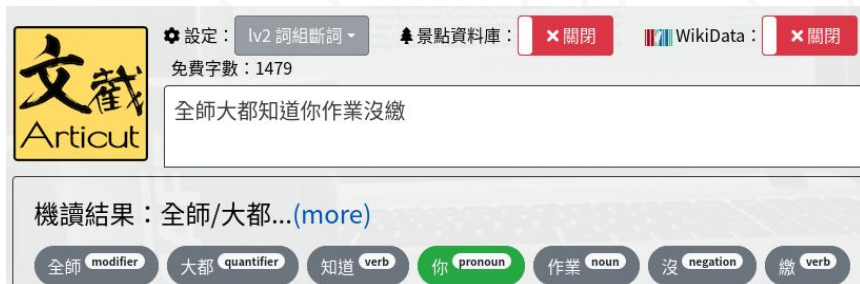 設定： lv2 詞組斷詞 景點資料庫： ×關閉 WikiData： ×關閉
免費字數：1479
文截
Articut
全師大都知道你作業沒繳
機讀結果：全師/大都...(more)
全師 modifier 大都 quantifier 知道 verb 你 pronoun 作業 noun 沒 negation 繳 verb